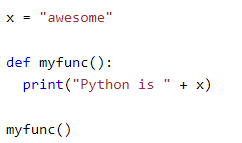 x = "awesome"

def myfunc():
  print("Python is " + x)

myfunc()